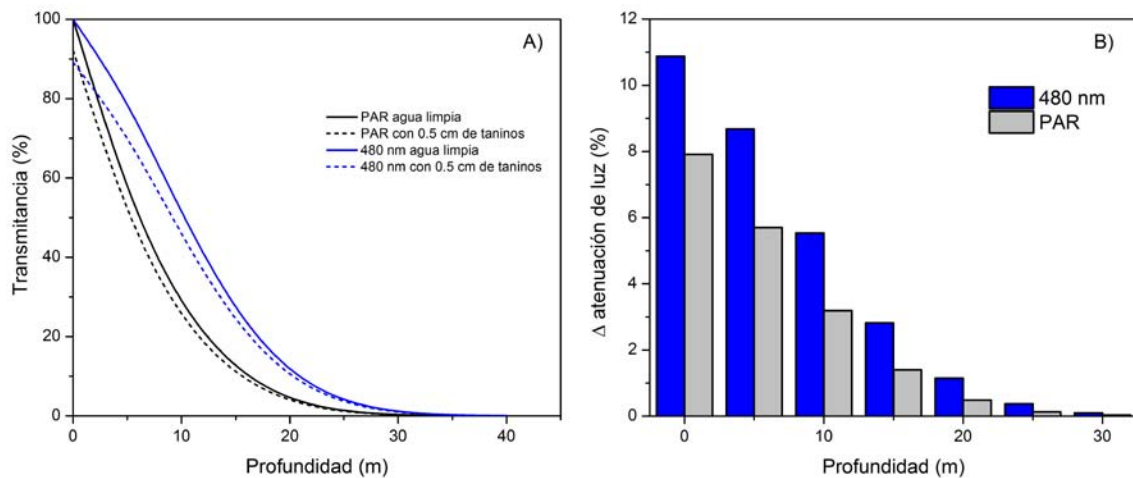 A)
100
80
60
40
20
0
Transmitancia (%)
PAR agua limpia
PAR con 0.5 cm de taninos
480 nm agua limpia
480 nm con 0.5 cm de taninos
0 10 20 30 40
Profundidad (m)
B)
12
10
8
6
4
2
0
Δ atenuación de luz (%)
480 nm
PAR
0 10 20 30
Profundidad (m)